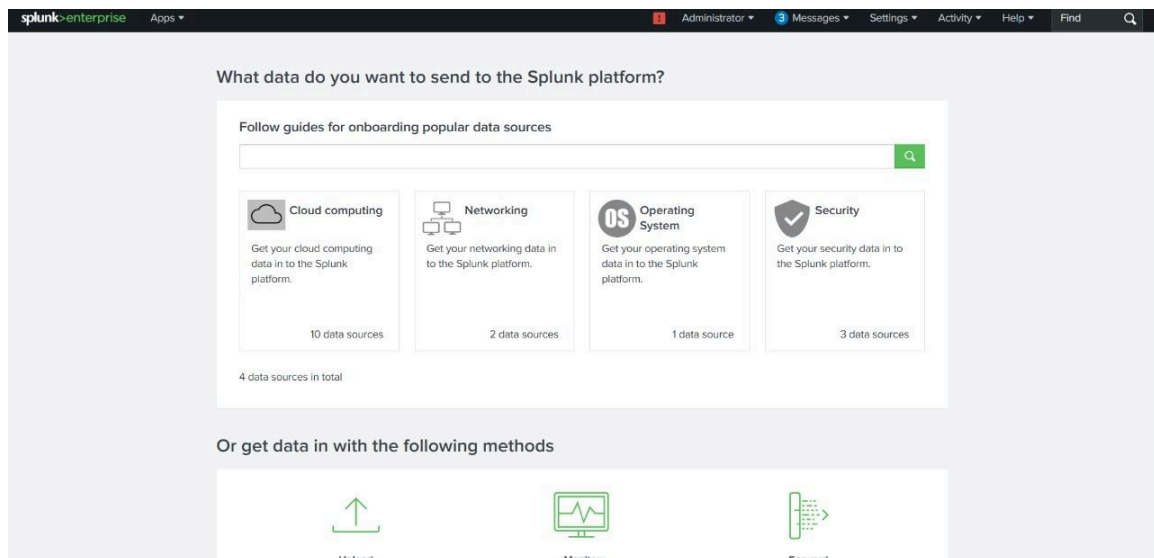 splunk>enterprise Apps Administrator 3 Messages Settings Activity Help Find
What data do you want to send to the Splunk platform?
Follow guides for onboarding popular data sources
Cloud computing
Get your cloud computing
data in to the Splunk
platform.
10 data sources
Networking
Get your networking data in
to the Splunk platform.
2 data sources
OS
Operating
System
Get your operating system
data in to the Splunk
platform.
1 data source
Security
Get your security data in to
the Splunk platform.
3 data sources
4 data sources in total
Or get data in with the following methods
Upload
Monitor
Forward